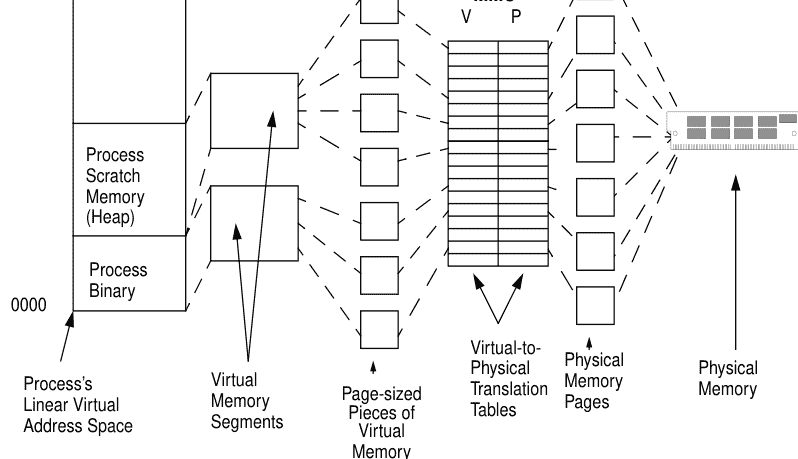 V P
Process
Scratch
Memory
(Heap)
Process
Binary
0000
Process's
Linear Virtual
Address Space
Virtual
Memory
Segments
Page-sized
Pieces of
Virtual
Memory
Virtual-to-
Physical
Translation
Tables
Physical
Memory
Pages
Physical
Memory